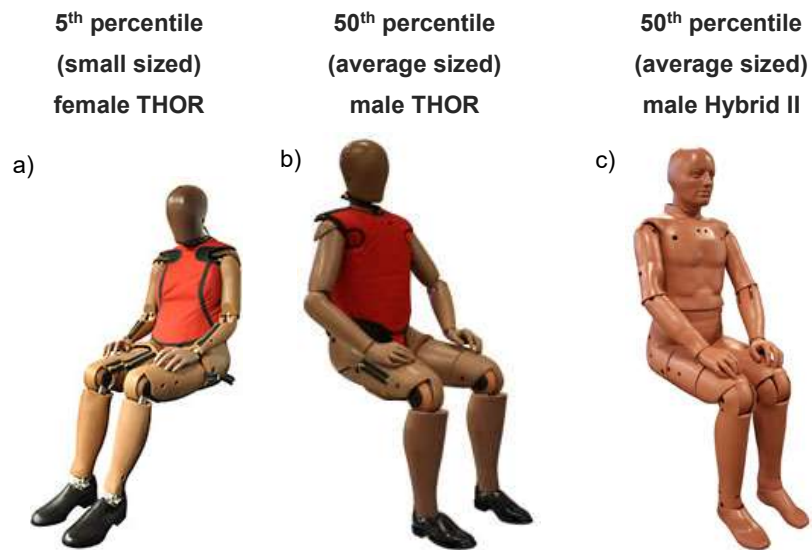 5th percentile
(small sized)
female THOR
50th percentile
(average sized)
male THOR
50th percentile
(average sized)
male Hybrid II
a)
b)
c)